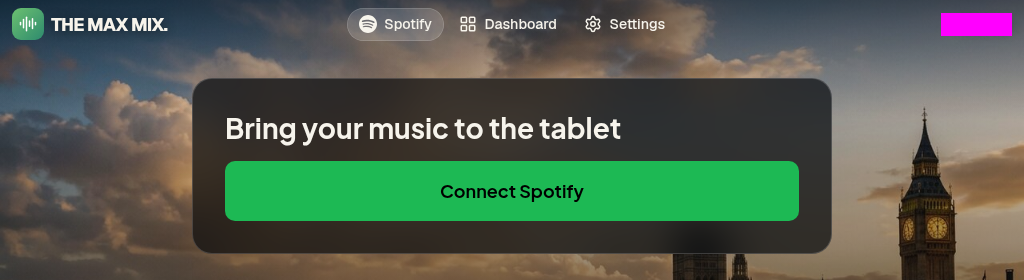 THE MAX MIX.
Spotify
Dashboard
Settings
Bring your music to the tablet
Connect Spotify